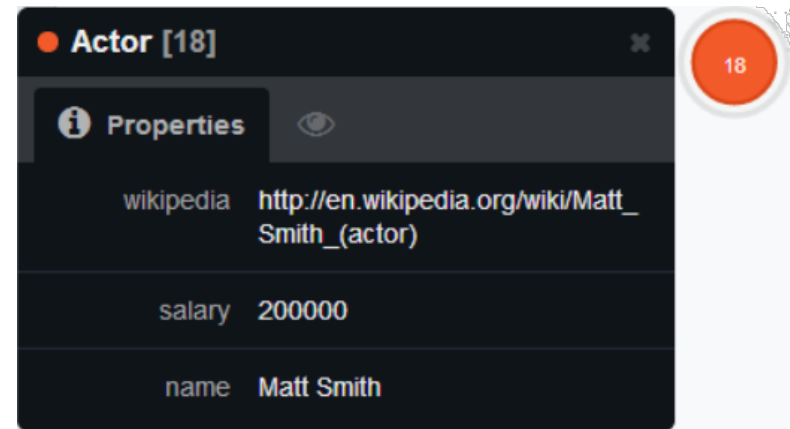 Actor [18]
18
Properties
wikipedia http://en.wikipedia.org/wiki/Matt_
Smith_(actor)
salary 200000
name Matt Smith